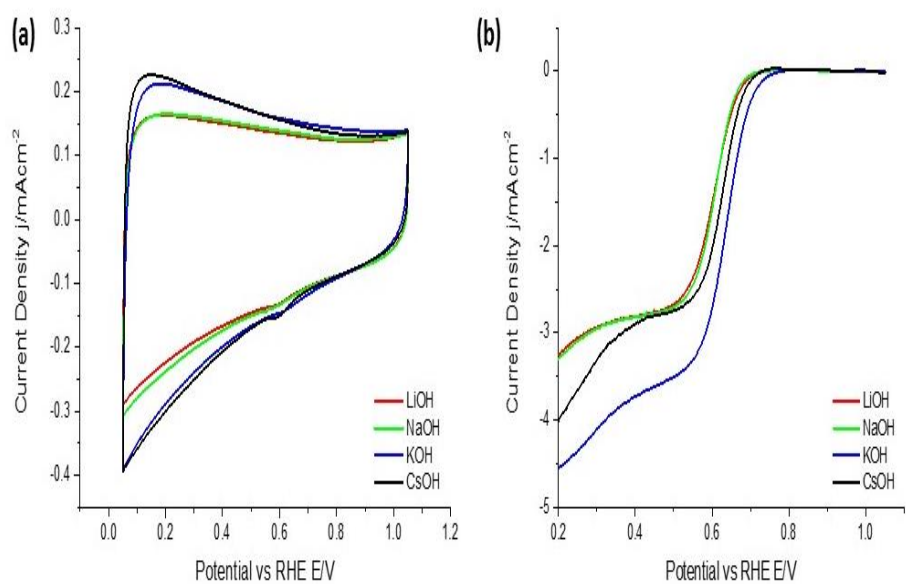 (a)
0.3
0.2
0.1
0.0
-0.1
-0.2
-0.3
-0.4
Current Density j/mAcm⁻²
LiOH
NaOH
KOH
CsOH
0.0 0.2 0.4 0.6 0.8 1.0 1.2
Potential vs RHE E/V
(b)
0
-1
-2
-3
-4
-5
Current Density j/mAcm⁻²
LiOH
NaOH
KOH
CsOH
0.2 0.4 0.6 0.8 1.0
Potential vs RHE E/V